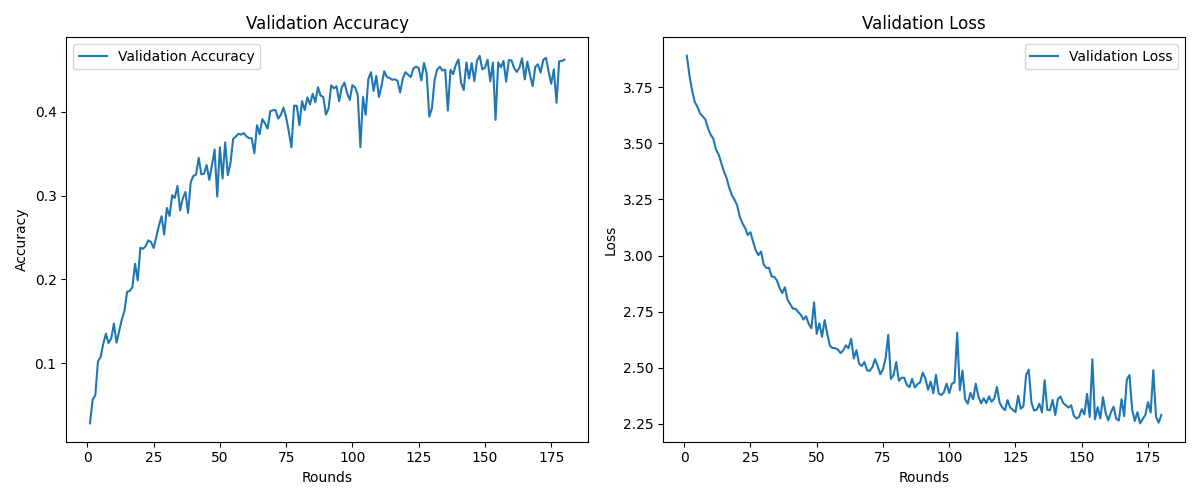 Validation Accuracy
Validation Accuracy
0.4
0.3
0.2
0.1
Accuracy
0 25 50 75 100 125 150 175
Rounds
Validation Loss
Validation Loss
3.75
3.50
3.25
3.00
2.75
2.50
2.25
Loss
0 25 50 75 100 125 150 175
Rounds